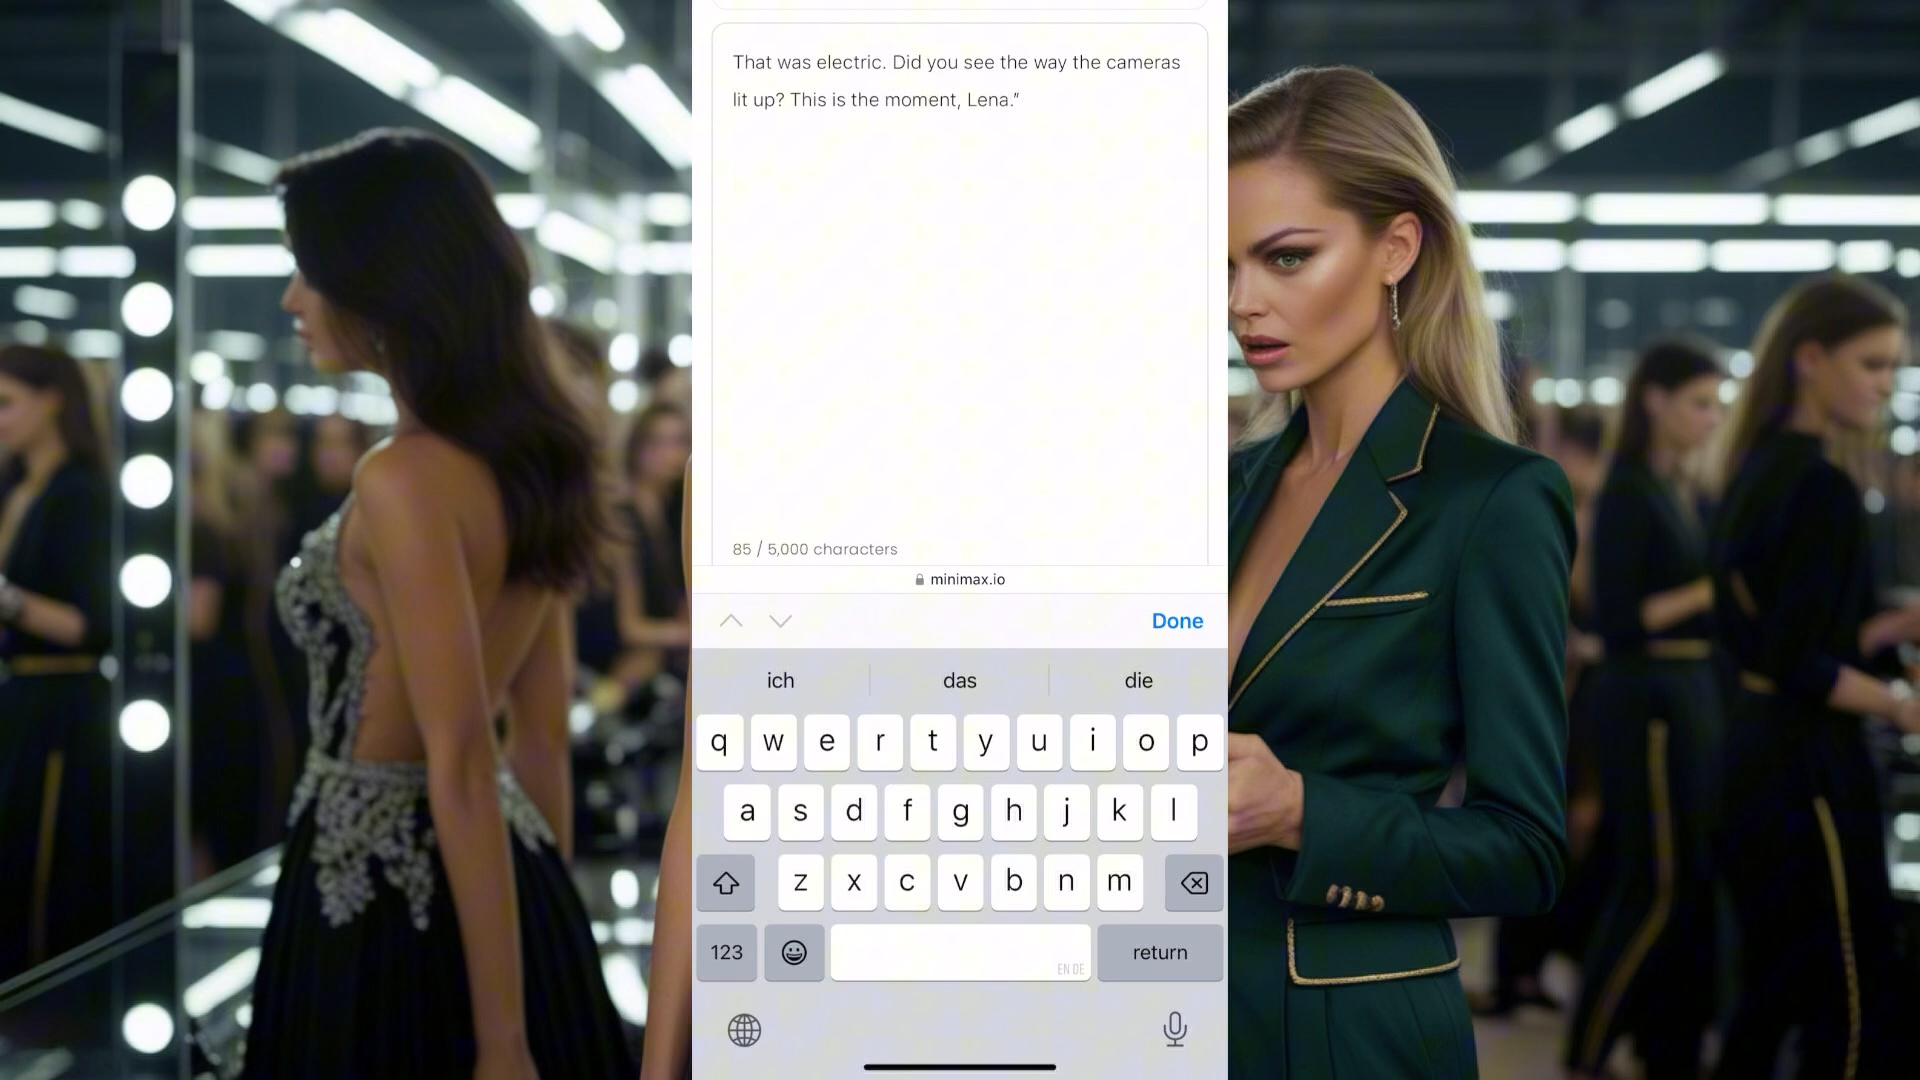 That was electric. Did you see the way the cameras
lit up? This is the moment, Lena.”
85 / 5,000 characters
minimax.io
Done
ich das die
q w e r t y u i o p
a s d f g h j k l
z x c v b n m
123 EN DE return